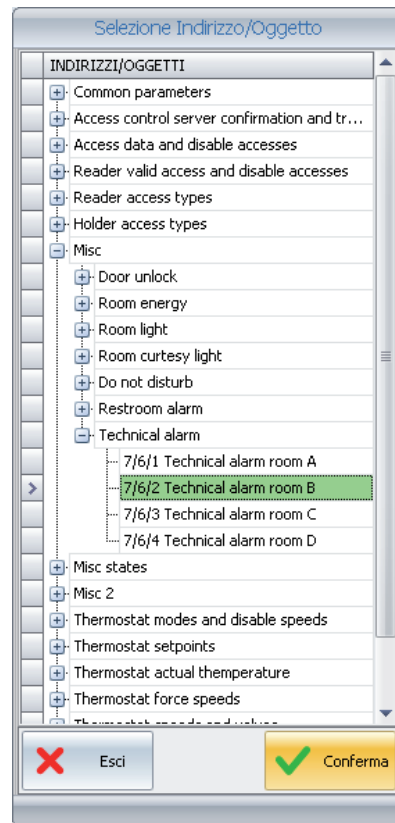 Selezione Indirizzo/Oggetto
INDIRIZZI/OGGETTI
Common parameters
Access control server confirmation and tr...
Access data and disable accesses
Reader valid access and disable accesses
Reader access types
Holder access types
Misc
Door unlock
Room energy
Room light
Room curtesy light
Do not disturb
Restroom alarm
Technical alarm
7/6/1 Technical alarm room A
7/6/2 Technical alarm room B
7/6/3 Technical alarm room C
7/6/4 Technical alarm room D
Misc states
Misc 2
Thermostat modes and disable speeds
Thermostat setpoints
Thermostat actual themperature
Thermostat force speeds
Thermostat speeds and valves
Esci
Conferma